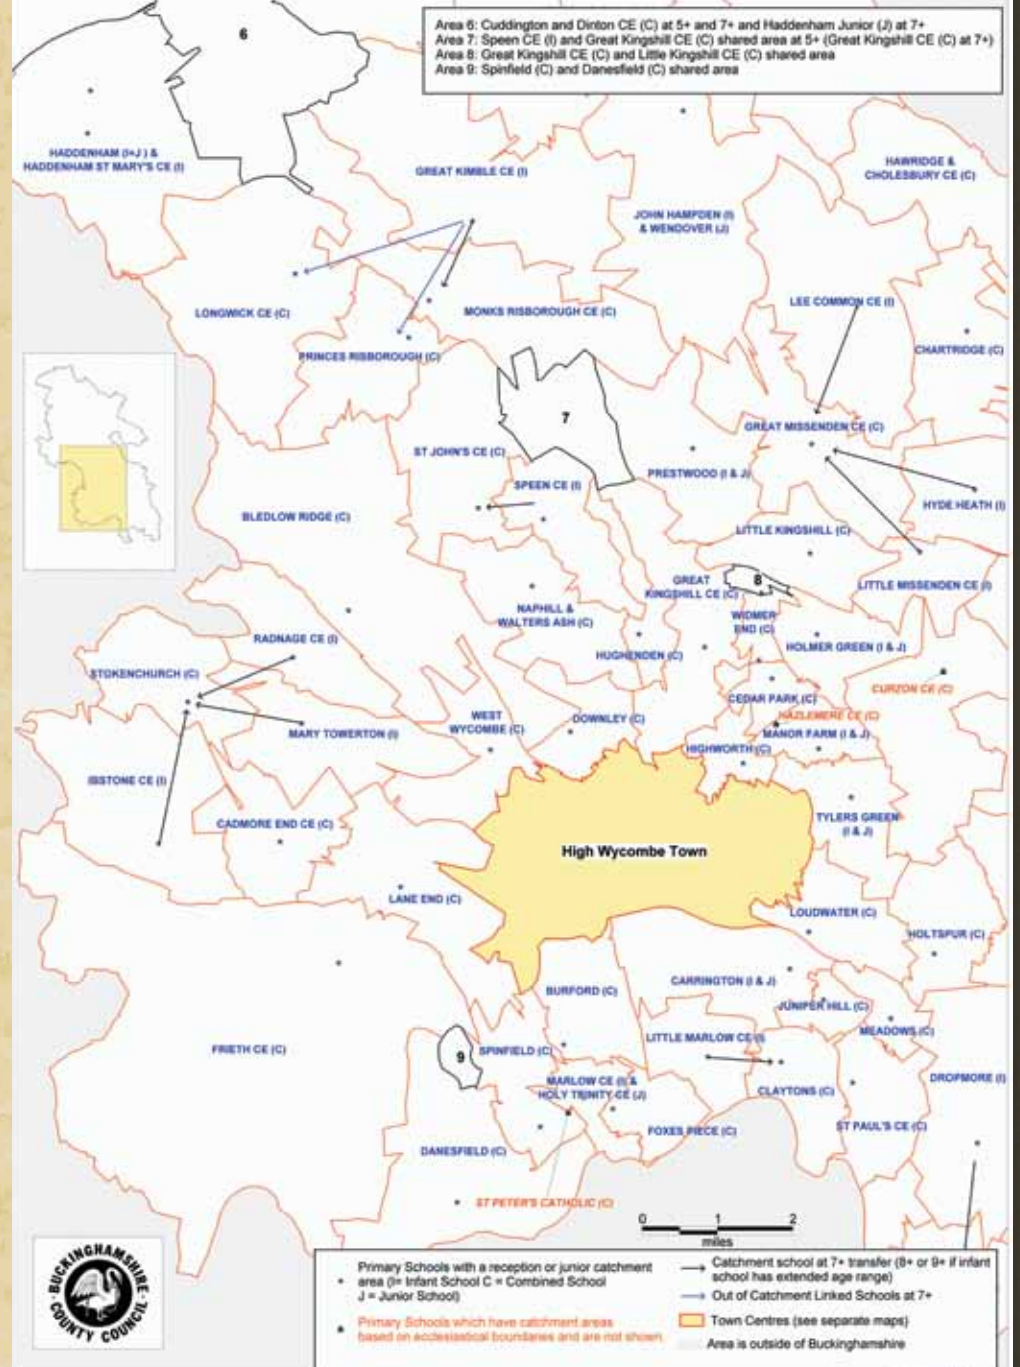 Area 6: Cuddington and Dinton CE (C) at 5+ and 7+ and Haddenham Junior (J) at 7+
Area 7: Speen CE (I) and Great Kingshill CE (C) shared area at 5+ (Great Kingshill CE (C) at 7+)
Area 8: Great Kingshill CE (C) and Little Kingshill CE (C) shared area
Area 9: Spinfield (C) and Danesfield (C) shared area
6
HADDENHAM (I+J) &
HADDENHAM ST MARY'S CE (I)
GREAT KIMBLE CE (I)
HAWRIDGE &
CHOLESBURY CE (C)
JOHN HAMPDEN (I)
& WENDOVER (J)
LONGWICK CE (C)
MONKS RISBOROUGH CE (C)
LEE COMMON CE (I)
PRINCES RISBOROUGH (C)
CHARTRIDGE (C)
7
GREAT MISSENDEN CE (C)
ST JOHN'S CE (C)
PRESTWOOD (I & J)
SPEEN CE (I)
HYDE HEATH (I)
BLEDLOW RIDGE (C)
LITTLE KINGSHILL (C)
GREAT
KINGSHILL CE (C)
8
LITTLE MISSENDEN CE (I)
NAPHILL &
WALTERS ASH (C)
WIDMER
END (C)
RADNAGE CE (I)
HUGHENDEN (C)
HOLMER GREEN (I & J)
STOKENCHURCH (C)
CURZON CE (C)
CEDAR PARK (C)
WEST
WYCOMBE (C)
DOWNLEY (C)
HAZLEMERE CE (C)
MARY TOWERTON (I)
MANOR FARM (I & J)
HIGHWORTH (C)
IBSTONE CE (I)
CADMORE END CE (C)
TYLERS GREEN
(I & J)
High Wycombe Town
LANE END (C)
LOUDWATER (C)
HOLTSPUR (C)
CARRINGTON (I & J)
BURFORD (C)
JUNIPER HILL (C)
MEADOWS (C)
LITTLE MARLOW CE (I)
FRIETH CE (C)
9
SPINFIELD (C)
MARLOW CE (I) &
HOLY TRINITY CE (J)
CLAYTONS (C)
DROPMORE (I)
FOXES PIECE (C)
ST PAUL'S CE (C)
DANESFIELD (C)
ST PETER'S CATHOLIC (C)
0 1 2
miles
BUCKINGHAMSHIRE
COUNTY COUNCIL
Primary Schools with a reception or junior catchment
area (I= Infant School C = Combined School
J = Junior School)
Primary Schools which have catchment areas
based on ecclesiastical boundaries and are not shown
Catchment school at 7+ transfer (8+ or 9+ if infant
school has extended age range)
Out of Catchment Linked Schools at 7+
Town Centres (see separate maps)
Area is outside of Buckinghamshire